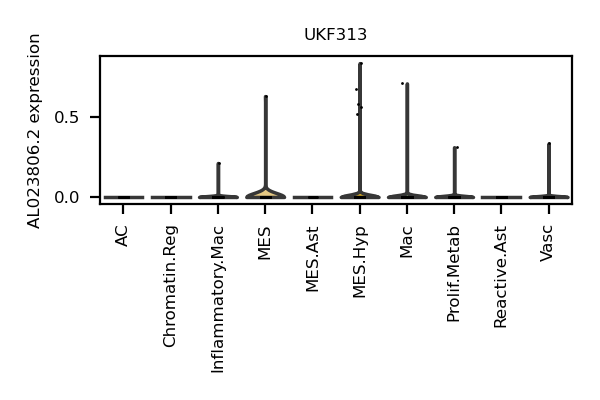 UKF313
AL023806.2 expression
0.5
0.0
AC
Chromatin.Reg
Inflammatory.Mac
MES
MES.Ast
MES.Hyp
Mac
Prolif.Metab
Reactive.Ast
Vasc